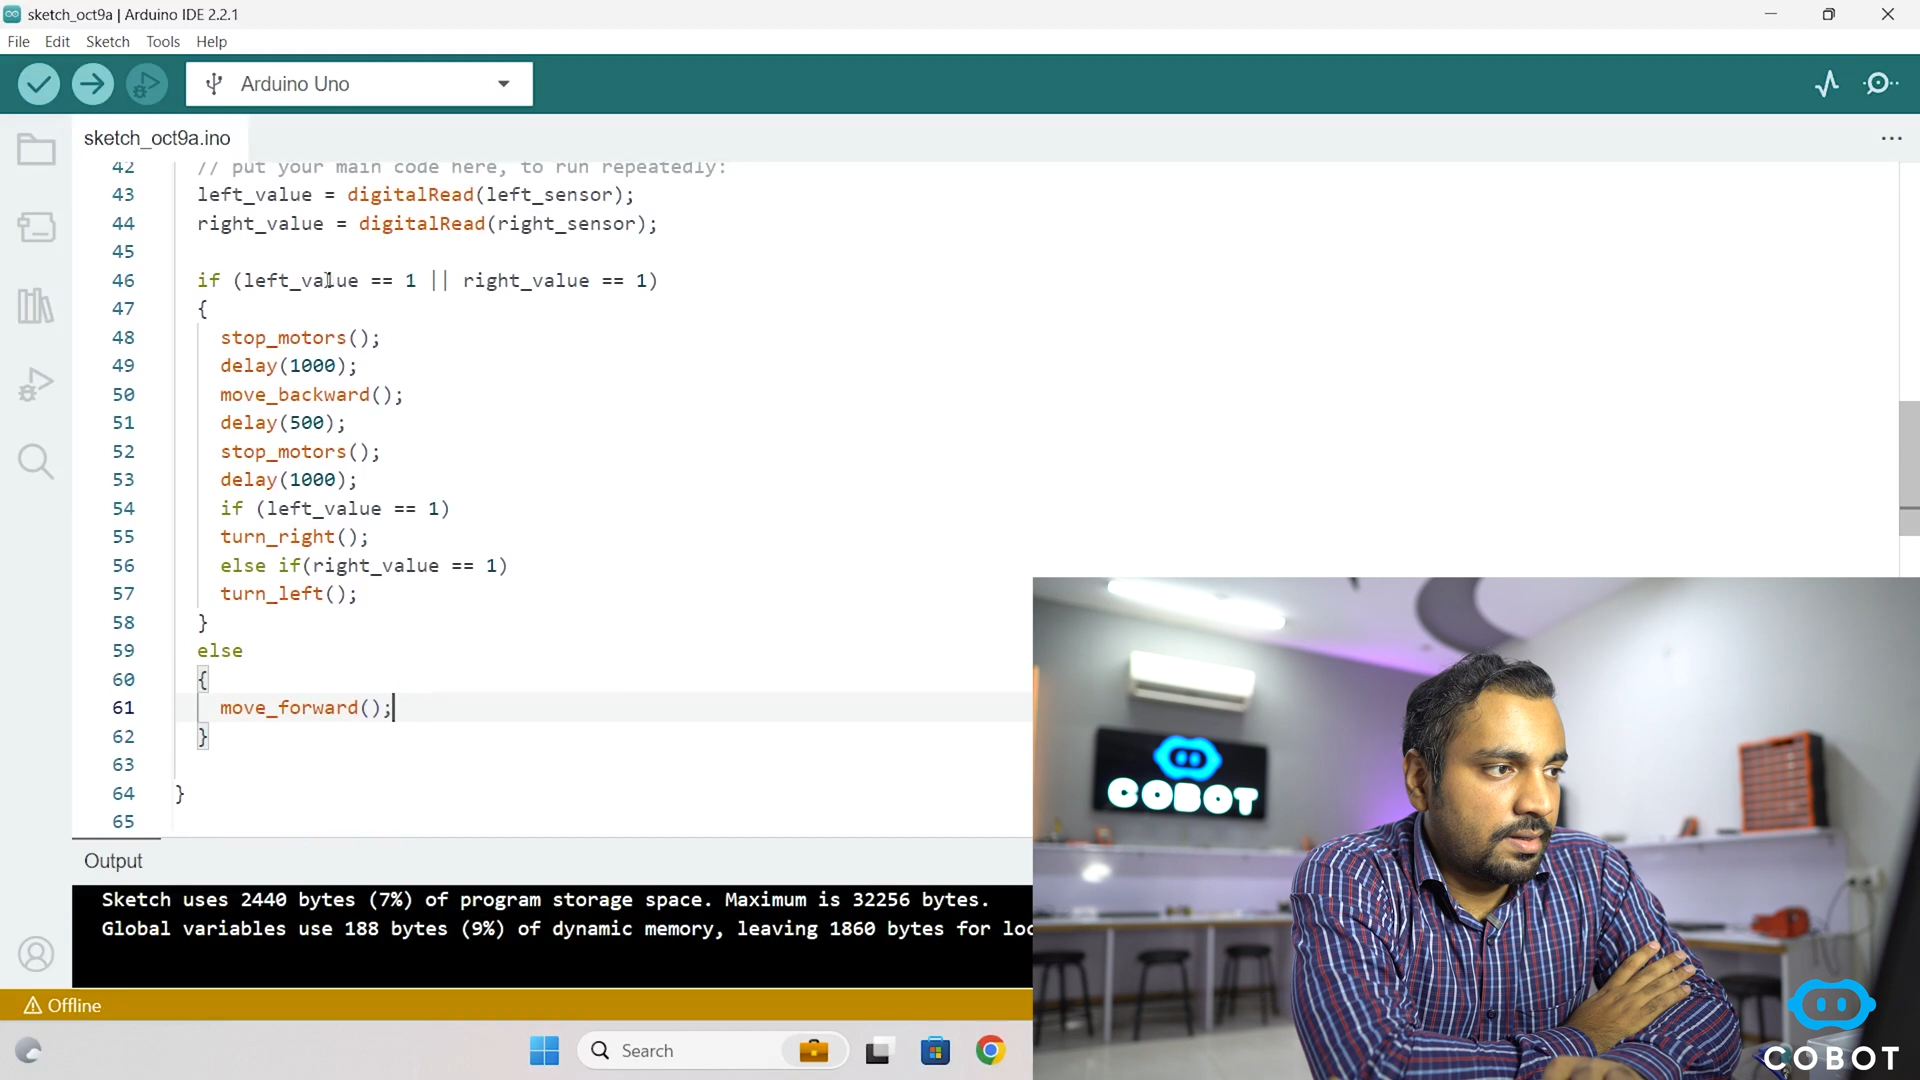 sketch_oct9a | Arduino IDE 2.2.1
File Edit Sketch Tools Help
Arduino Uno
sketch_oct9a.ino
42 // put your main code here, to run repeatedly:
43 left_value = digitalRead(left_sensor);
44 right_value = digitalRead(right_sensor);
45
46 if (left_value == 1 || right_value == 1)
47 {
48 stop_motors();
49 delay(1000);
50 move_backward();
51 delay(500);
52 stop_motors();
53 delay(1000);
54 if (left_value == 1)
55 turn_right();
56 else if(right_value == 1)
57 turn_left();
58 }
59 else
60 {
61 move_forward();
62 }
63
64 }
65
Output
Sketch uses 2440 bytes (7%) of program storage space. Maximum is 32256 bytes.
Global variables use 188 bytes (9%) of dynamic memory, leaving 1860 bytes for loc
Offline
Search
COBOT
COBOT